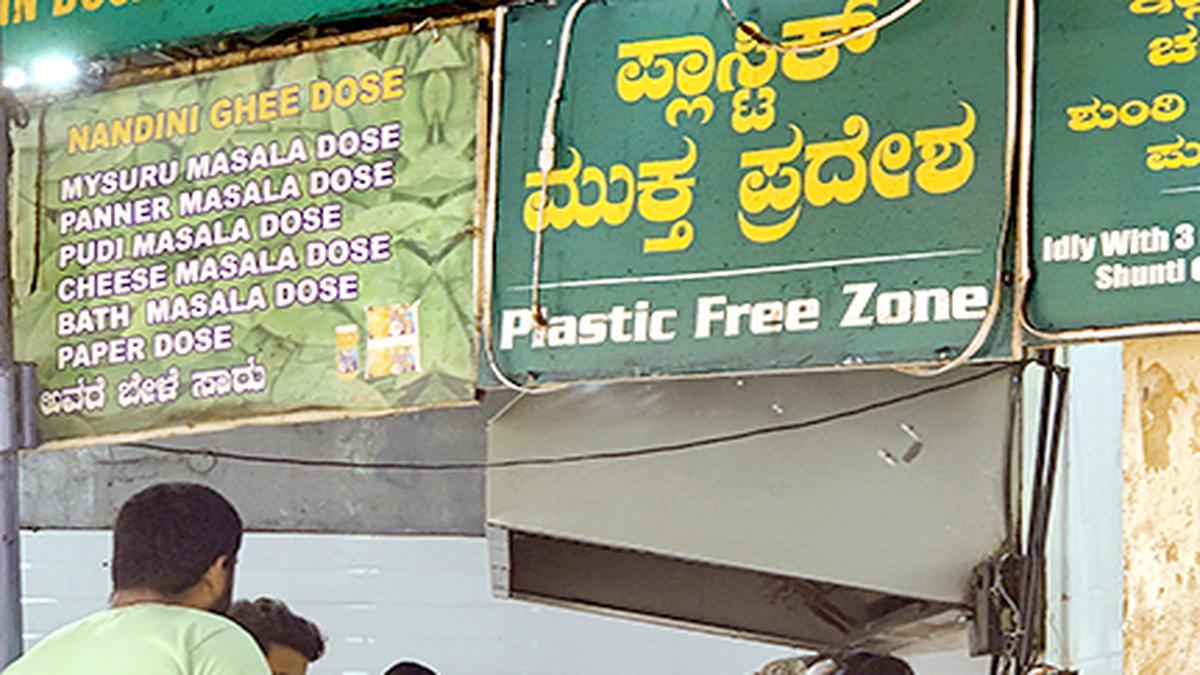 NANDINI GHEE DOSE
MYSURU MASALA DOSE
PANNER MASALA DOSE
PUDI MASALA DOSE
CHEESE MASALA DOSE
BATH MASALA DOSE
PAPER DOSE
ಅವರೆ ಬೇಳೆ ಸಾರು
ಪ್ಲಾಸ್ಟಿಕ್
ಮುಕ್ತ ಪ್ರದೇಶ
Plastic Free Zone
ಶುಂಠಿ
Idly With 3
Shunti